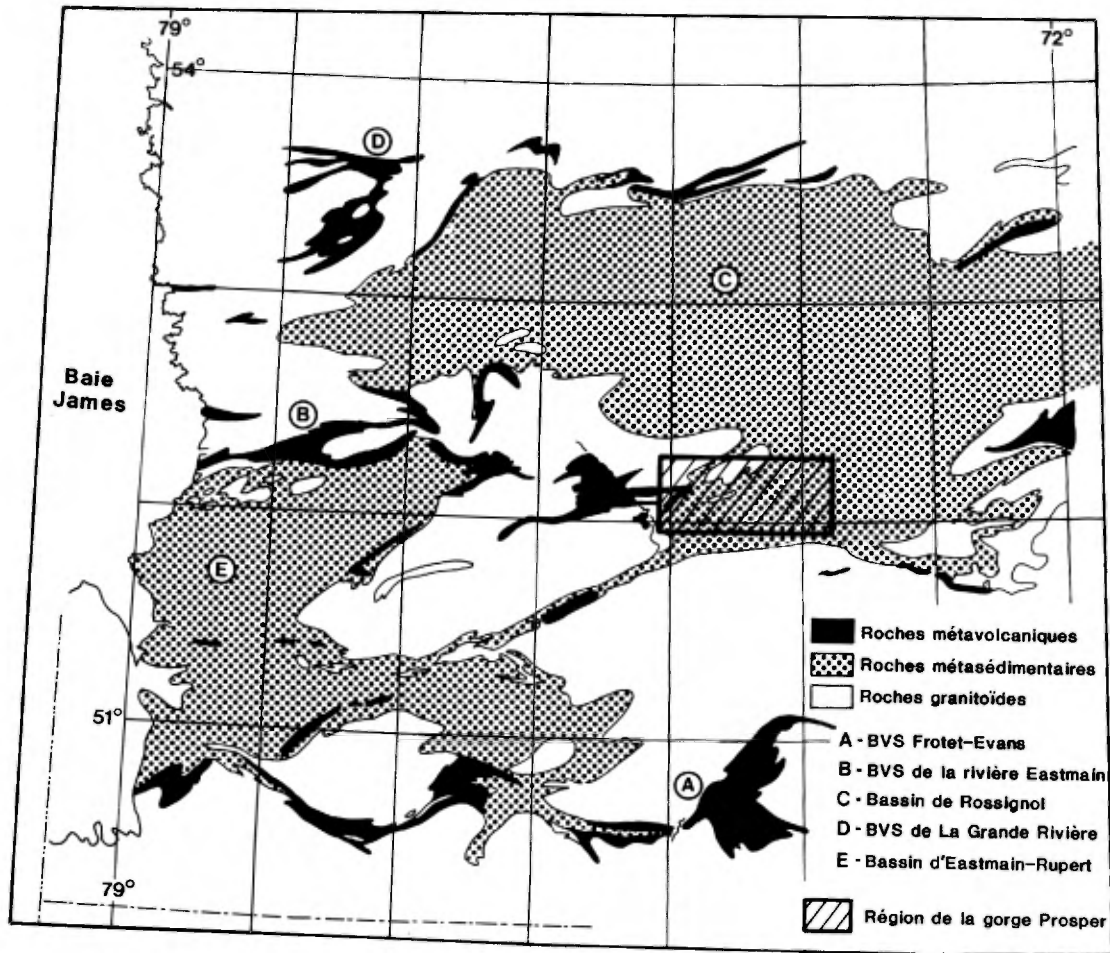 79°
72°
54°
D
C
Baie
James
B
E
Roches métavolcaniques
Roches métasédimentaires
Roches granitoïdes
51°
A - BVS Frotet-Evans
B - BVS de la rivière Eastmain
A
C - Bassin de Rossignol
D - BVS de La Grande Rivière
E - Bassin d'Eastmain-Rupert
79°
Région de la gorge Prosper